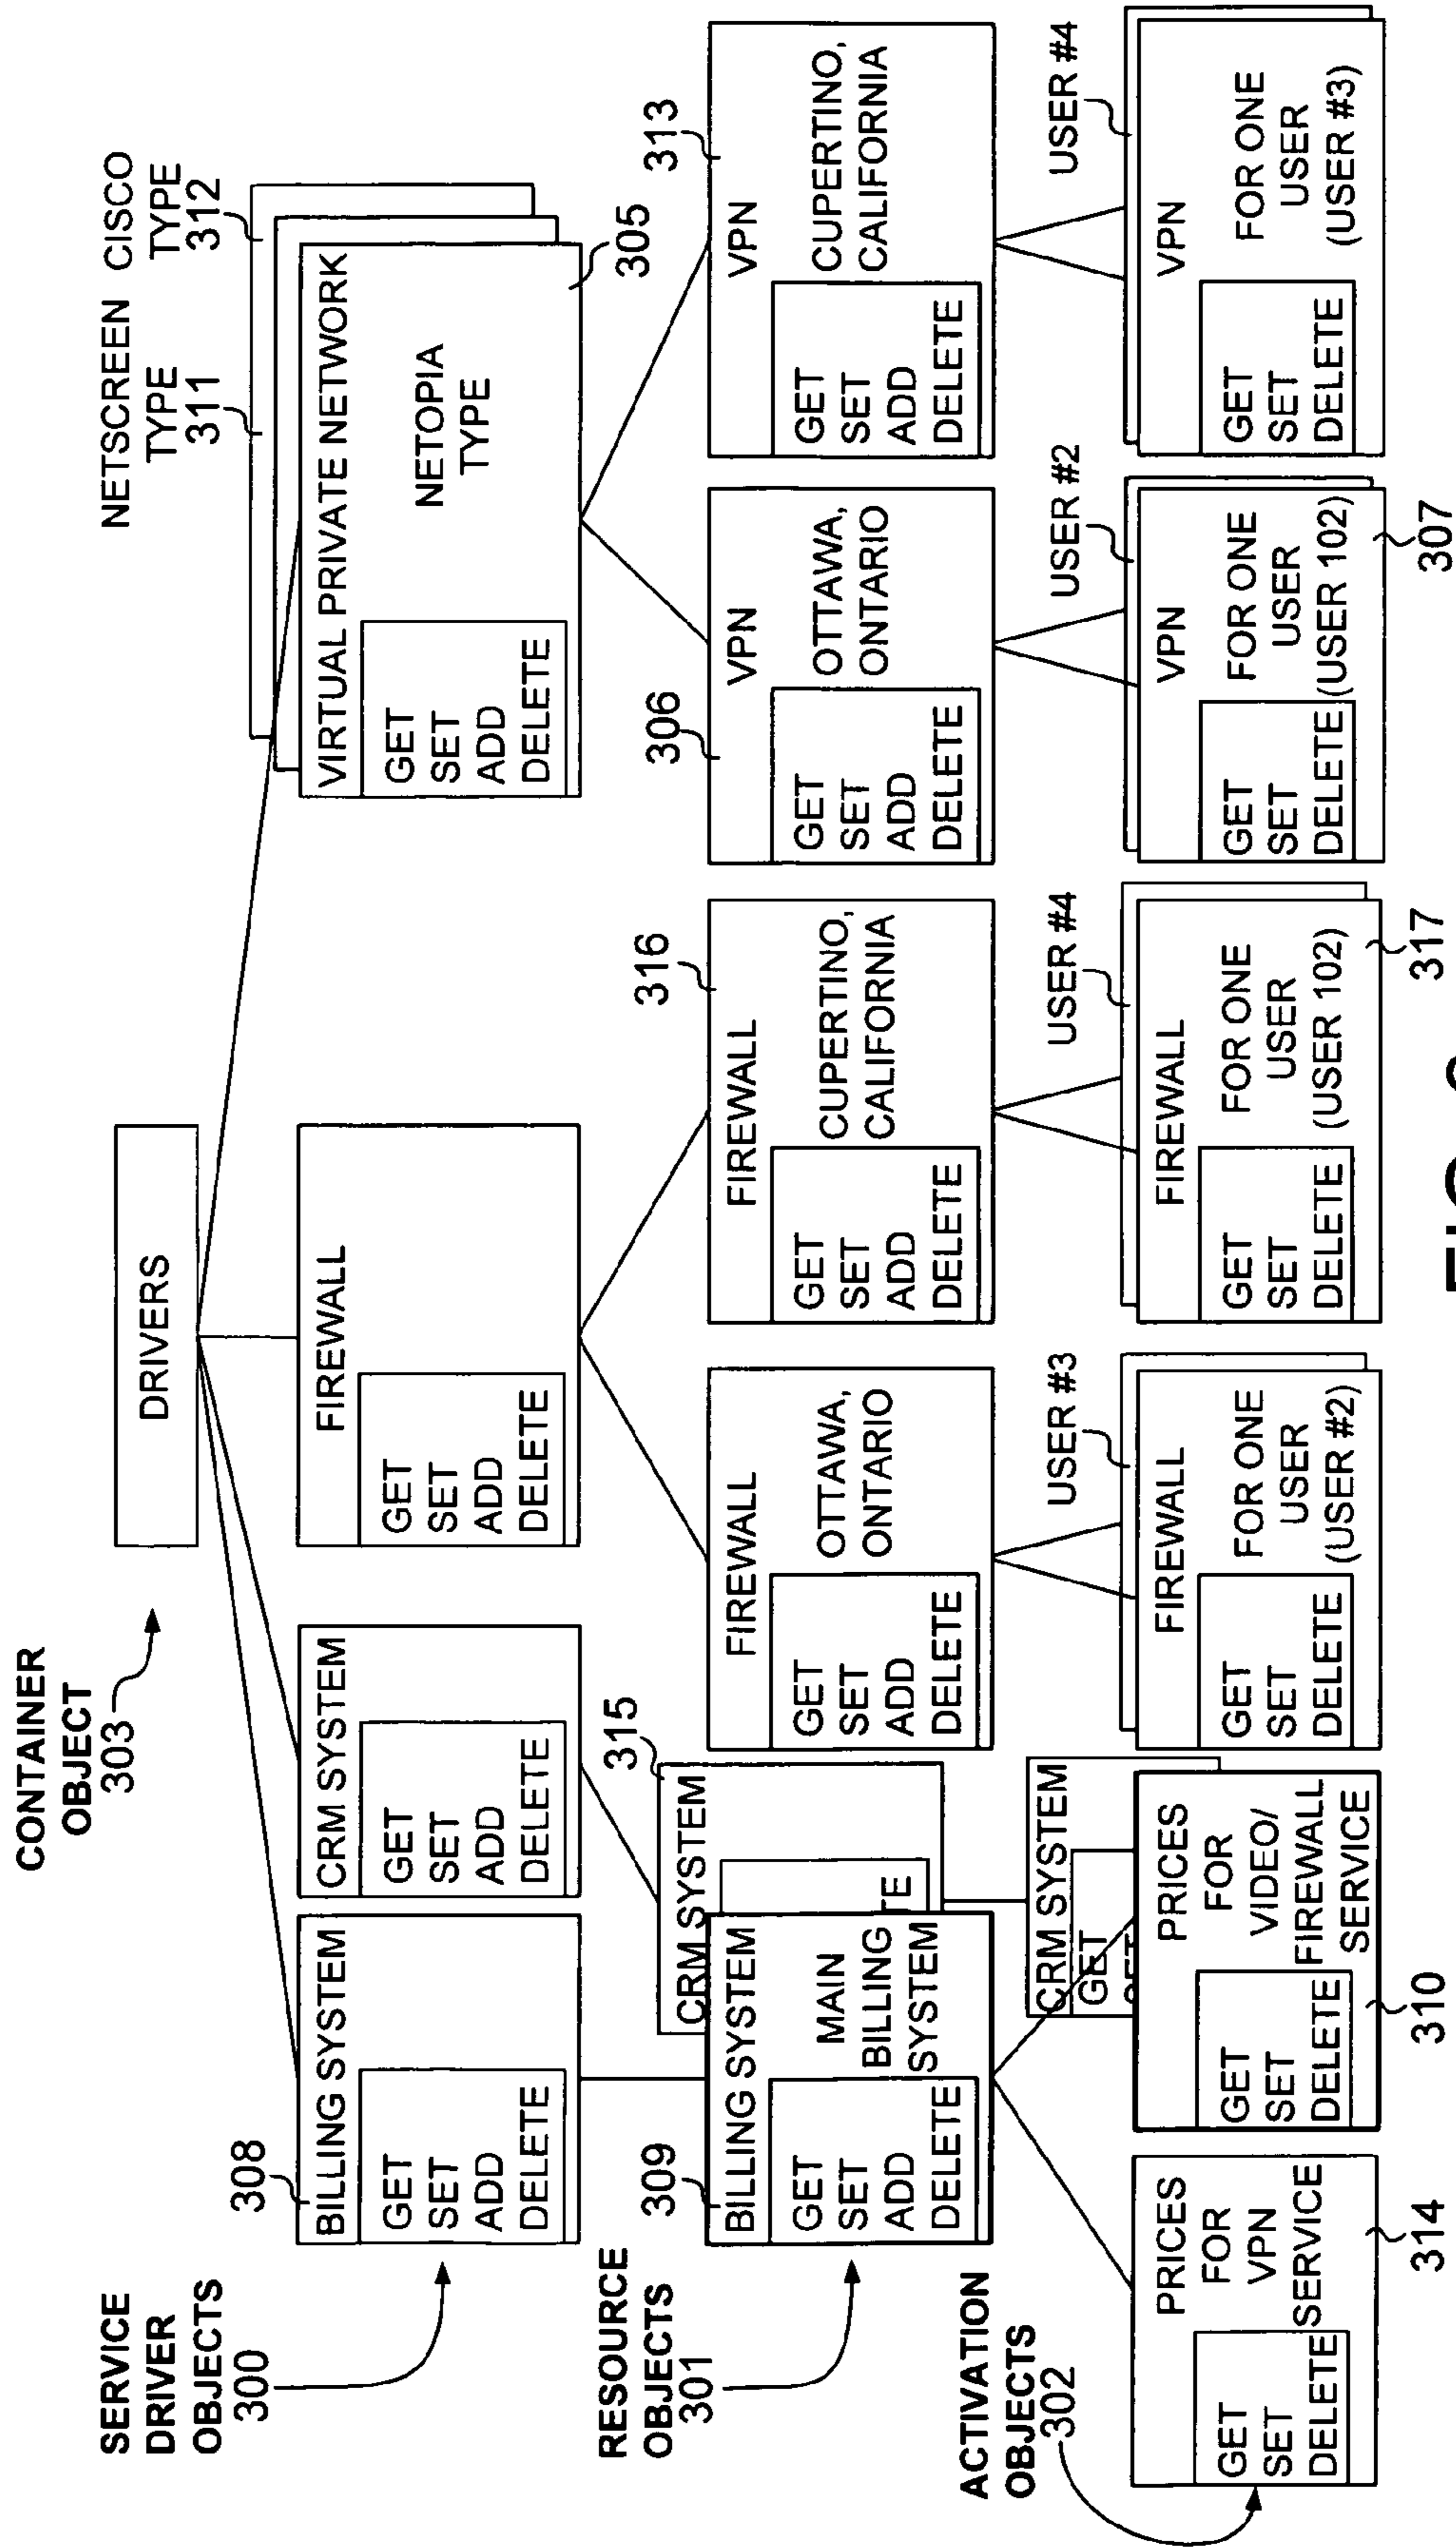 CONTAINER
OBJECT
303
DRIVERS
NETSCREEN
TYPE
311
CISCO
TYPE
312
SERVICE
DRIVER
OBJECTS
300
308
BILLING SYSTEM
GET
SET
ADD
DELETE
CRM SYSTEM
GET
SET
ADD
DELETE
FIREWALL
GET
SET
ADD
DELETE
VIRTUAL PRIVATE NETWORK
NETOPIA
TYPE
GET
SET
ADD
DELETE
305
RESOURCE
OBJECTS
301
309
BILLING SYSTEM
MAIN
BILLING
SYSTEM
GET
SET
ADD
DELETE
315
CRM SYSTEM
TE
FIREWALL
OTTAWA,
ONTARIO
GET
SET
ADD
DELETE
316
FIREWALL
CUPERTINO,
CALIFORNIA
GET
SET
ADD
DELETE
306
VPN
OTTAWA,
ONTARIO
GET
SET
ADD
DELETE
313
VPN
CUPERTINO,
CALIFORNIA
GET
SET
ADD
DELETE
ACTIVATION
OBJECTS
302
PRICES
FOR
VPN
SERVICE
GET
SET
DELETE
314
CRM SYSTEM
GET
PRICES
FOR
VIDEO/
FIREWALL
SERVICE
GET
SET
DELETE
310
USER #3
FIREWALL
FOR ONE
USER
(USER #2)
GET
SET
DELETE
USER #4
FIREWALL
FOR ONE
USER
(USER 102)
GET
SET
DELETE
317
USER #2
VPN
FOR ONE
USER
(USER 102)
GET
SET
DELETE
307
USER #4
VPN
FOR ONE
USER
(USER #3)
GET
SET
DELETE